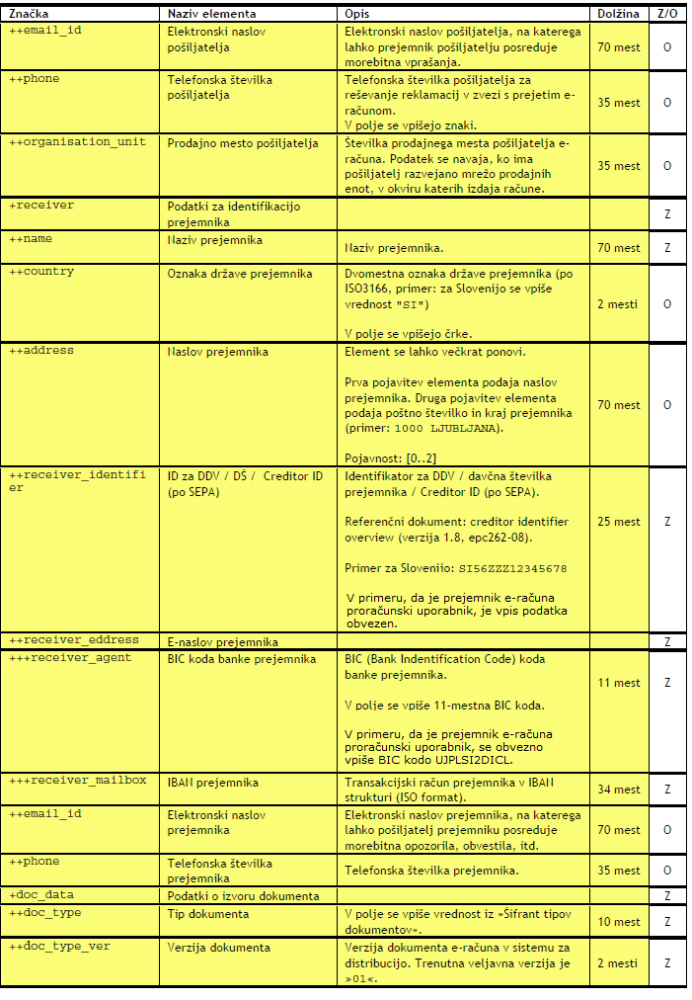 Značka Naziv elementa Opis Dolžina Z/O
++email_id Elektronski naslov Elektronski naslov pošiljatelja, na katerega
pošiljatelja lahko prejemnik pošiljatelju posreduje 70 mest O
morebitna vprašanja.
++phone Telefonska številka Telefonska številka pošiljatelja za
pošiljatelja reševanje reklamacij v zvezi s prejetim e-
računom. 35 mest O
V polje se vpišejo znaki.
++organisation_unit Prodajno mesto pošiljatelja Številka prodajnega mesta pošiljatelja e-
računa. Podatek se navaja, ko ima
pošiljatelj razvejano mrežo prodajnih 35 mest O
enot, v okviru katerih izdaja račune.
+receiver Podatki za identifikacijo
prejemnika Z
++name Naziv prejemnika
Naziv prejemnika. 70 mest Z
++country Oznaka države prejemnika Dvomestna oznaka države prejemnika (po
ISO3166, primer: za Slovenijo se vpiše
vrednost "SI") 2 mesti O
V polje se vpišejo črke.
++address Naslov prejemnika Element se lahko večkrat ponovi.
Prva pojavitev elementa podaja naslov
prejemnika. Druga pojavitev elementa
podaja poštno številko in kraj prejemnika 70 mest O
(primer: 1000 LJUBLJANA).
Pojavnost: [0..2]
++receiver_identifi ID za DDV / DŠ / Creditor ID Identifikator za DDV / davčna številka
er (po SEPA) prejemnika / Creditor ID (po SEPA).
Referenčni dokument: creditor identifier 25 mest Z
overview (verzija 1.8, epc262-08).
Primer za Slovenijo: SI56ZZZ12345678
V primeru, da je prejemnik e-računa
proračunski uporabnik, je vpis podatka
obvezen.
++receiver_eddress E-naslov prejemnika Z
+++receiver_agent BIC koda banke prejemnika BIC (Bank Indentification Code) koda
banke prejemnika. 11 mest Z
V polje se vpiše 11-mestna BIC koda.
V primeru, da je prejemnik e-računa
proračunski uporabnik, se obvezno
vpiše BIC kodo UJPLSI2DICL.
+++receiver_mailbox IBAN prejemnika Transakcijski račun prejemnika v IBAN
strukturi (ISO format). 34 mest Z
++email_id Elektronski naslov Elektronski naslov prejemnika, na katerega
prejemnika lahko pošiljatelj prejemniku posreduje 70 mest O
morebitna opozorila, obvestila, itd.
++phone Telefonska številka
prejemnika Telefonska številka prejemnika. 35 mest O
+doc_data Podatki o izvoru dokumenta Z
++doc_type Tip dokumenta V polje se vpiše vrednost iz »Šifrant tipov
dokumentov«. 10 mest Z
++doc_type_ver Verzija dokumenta Verzija dokumenta e-računa v sistemu za
distribucijo. Trenutna veljavna verzija je 2 mesti Z
»01«.